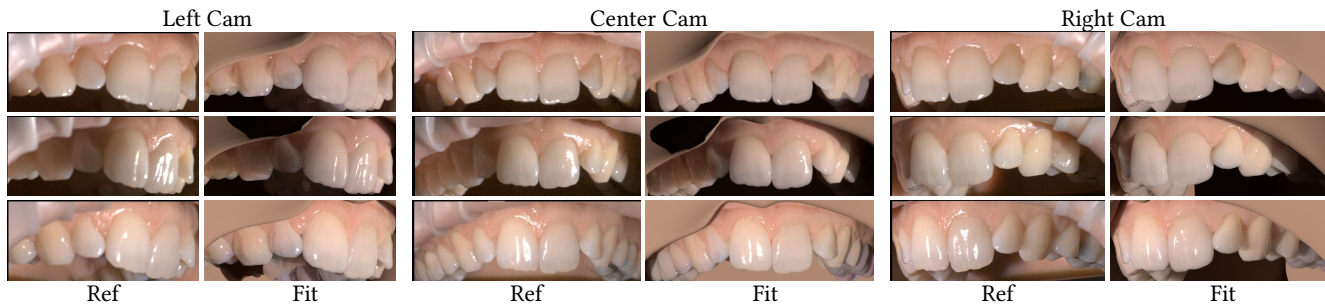 Left Cam
Center Cam
Right Cam
Ref
Fit
Ref
Fit
Ref
Fit